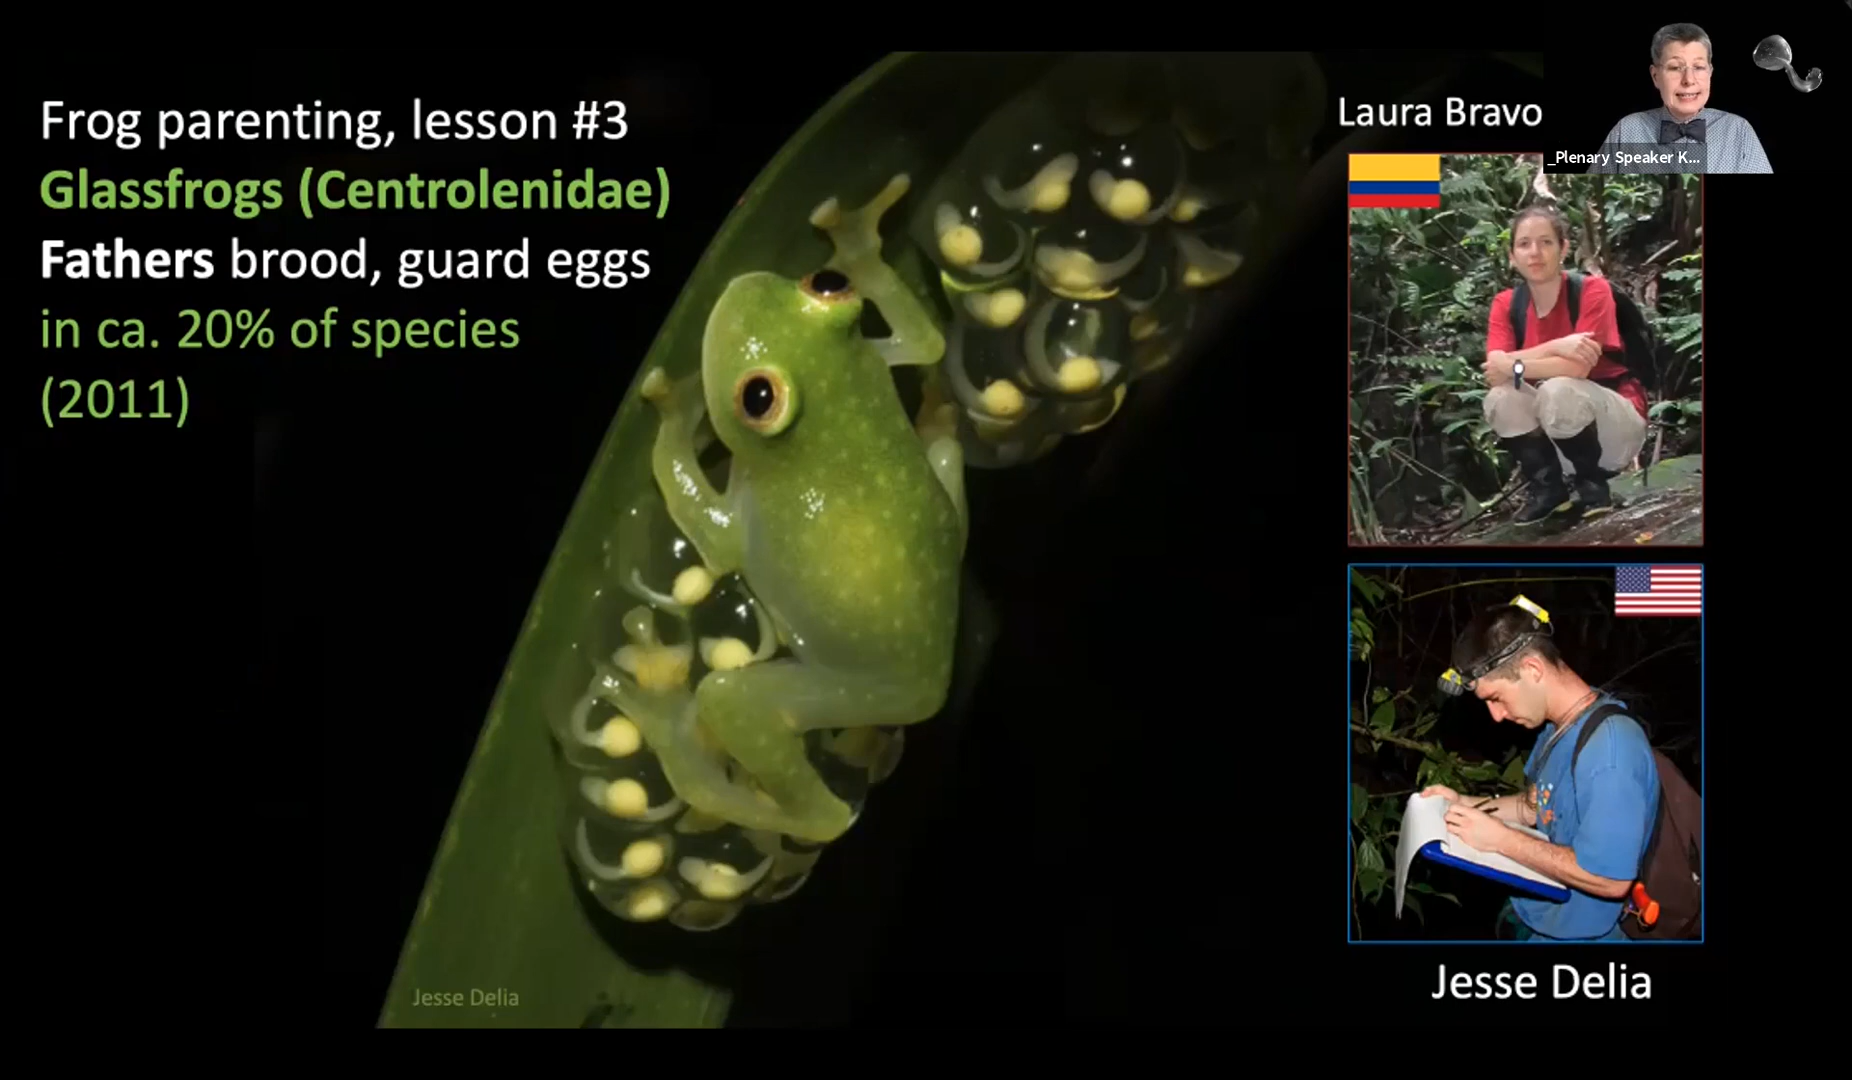 Frog parenting, lesson #3
Glassfrogs (Centrolenidae)
Fathers brood, guard eggs
in ca. 20% of species
(2011)
Laura Bravo
_Plenary Speaker K...
Jesse Delia
Jesse Delia